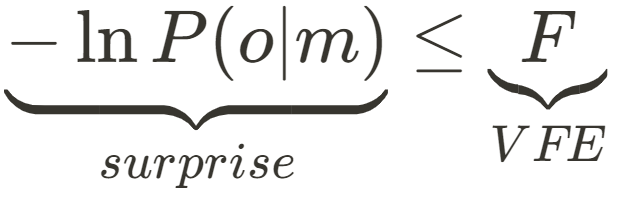 − ln P(o|m) ≤ F
surprise VFE